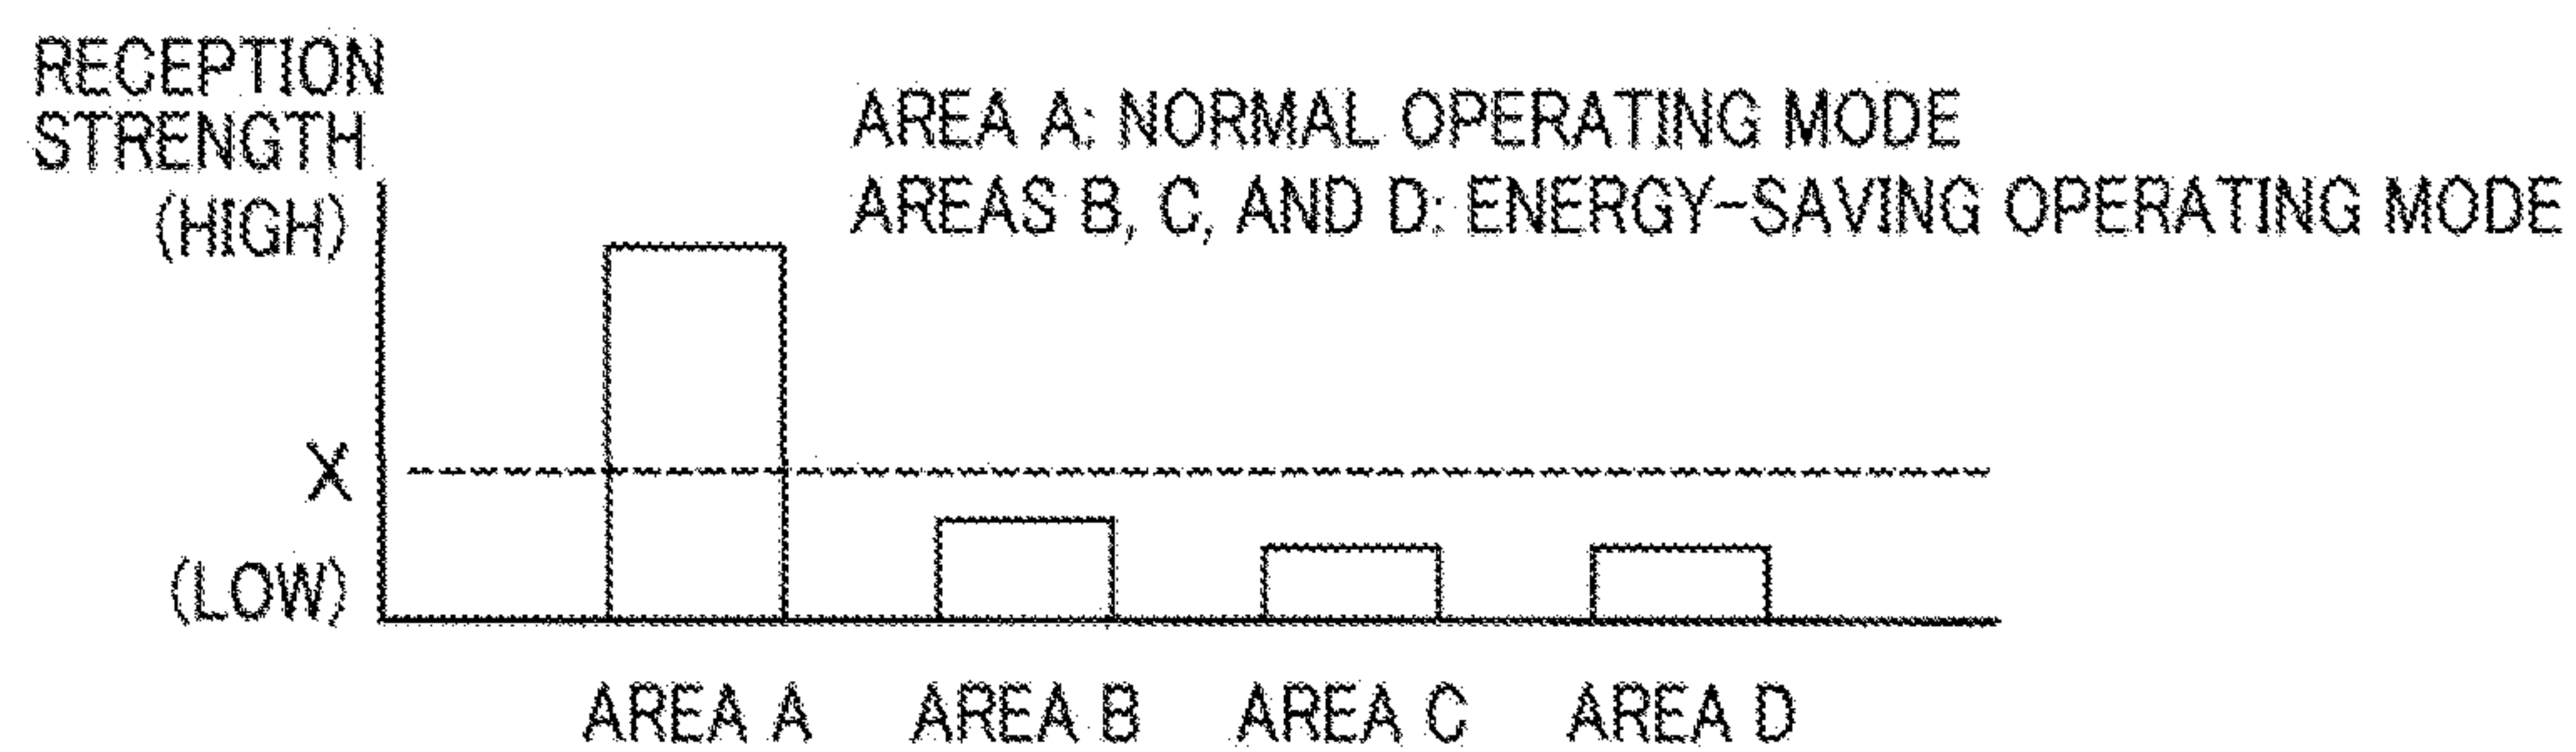 RECEPTION
STRENGTH
(HIGH)
AREA A: NORMAL OPERATING MODE
AREAS B, C, AND D: ENERGY-SAVING OPERATING MODE
X
(LOW)
AREA A AREA B AREA C AREA D